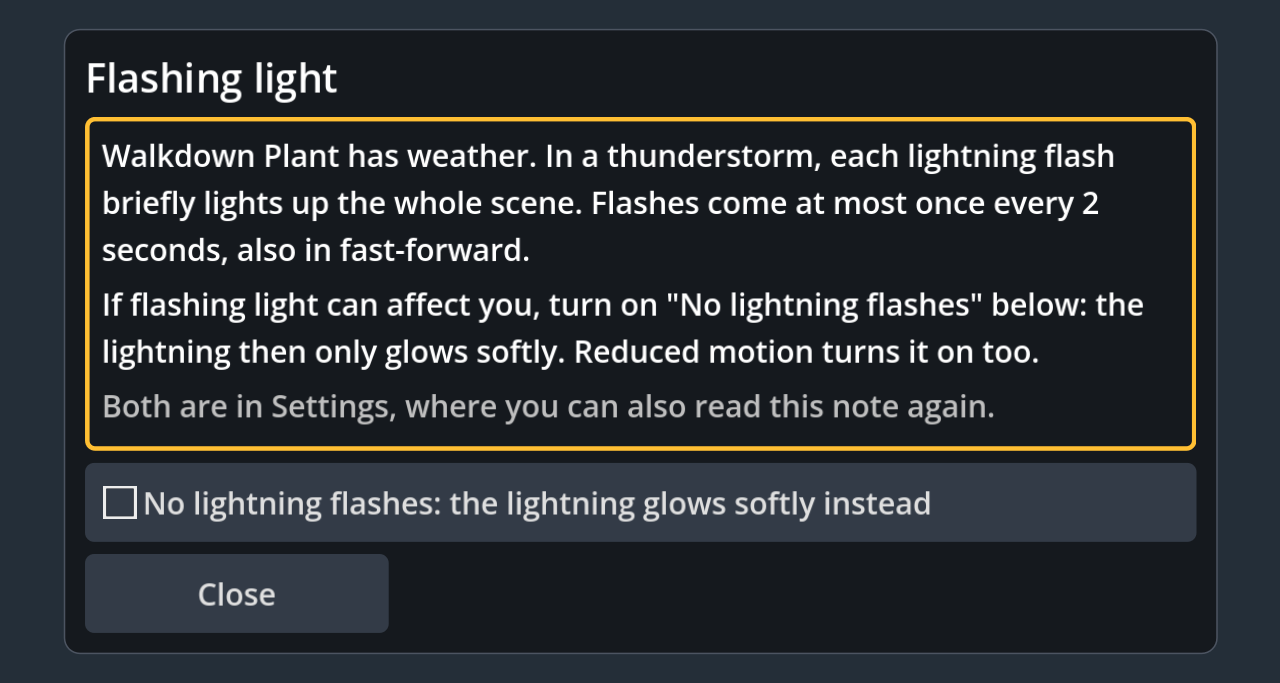 Flashing light
Walkdown Plant has weather. In a thunderstorm, each lightning flash
briefly lights up the whole scene. Flashes come at most once every 2
seconds, also in fast-forward.
If flashing light can affect you, turn on "No lightning flashes" below: the
lightning then only glows softly. Reduced motion turns it on too.
Both are in Settings, where you can also read this note again.
No lightning flashes: the lightning glows softly instead
Close